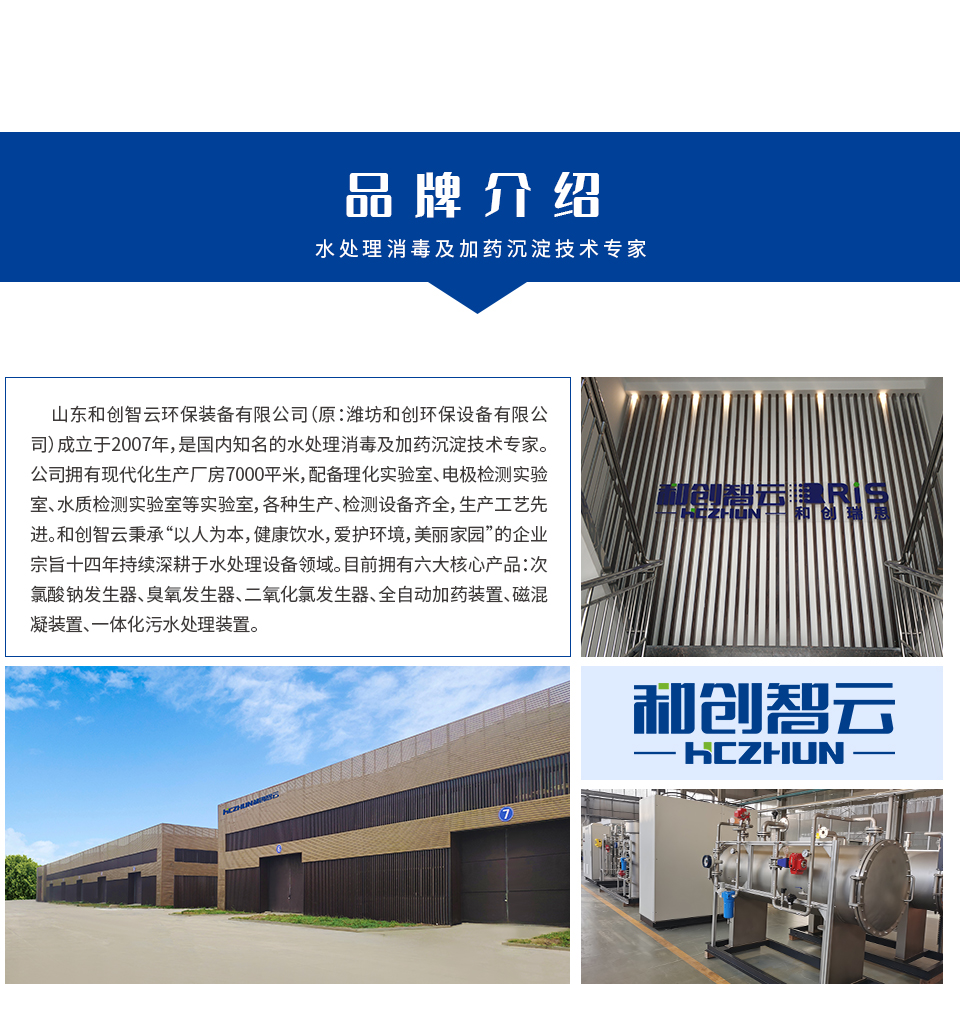 品牌介绍
水处理消毒及加药沉淀技术专家
山东和创智云环保装备有限公司(原:潍坊和创环保设备有限公
司)成立于2007年,是国内知名的水处理消毒及加药沉淀技术专家。
公司拥有现代化生产厂房7000平米,配备理化实验室、电极检测实验
室、水质检测实验室等实验室,各种生产、检测设备齐全,生产工艺先
进。和创智云秉承“以人为本,健康饮水,爱护环境,美丽家园”的企业
宗旨十四年持续深耕于水处理设备领域。目前拥有六大核心产品:次
氯酸钠发生器、臭氧发生器、二氧化氯发生器、全自动加药装置、磁混
凝装置、一体化污水处理装置。
和创智云 RiS
HCZHUN 和创瑞思
和创智云
HCZHUN
HCZHUN和创智云
6
7